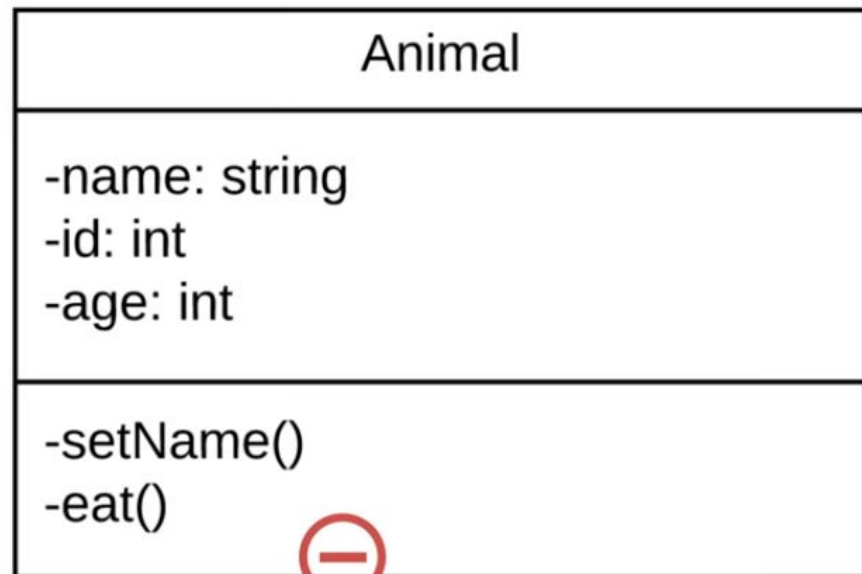 Animal
-name: string
-id: int
-age: int
-setName()
-eat()